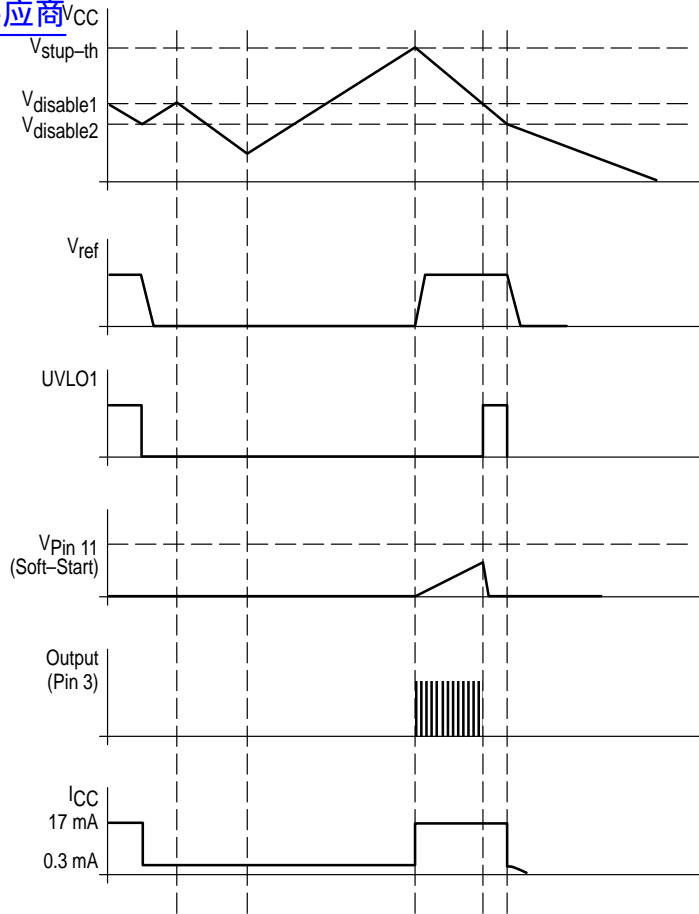 应商
VCC
Vstup–th
Vdisable1
Vdisable2
Vref
UVLO1
VPin 11
(Soft–Start)
Output
(Pin 3)
ICC
17 mA
0.3 mA